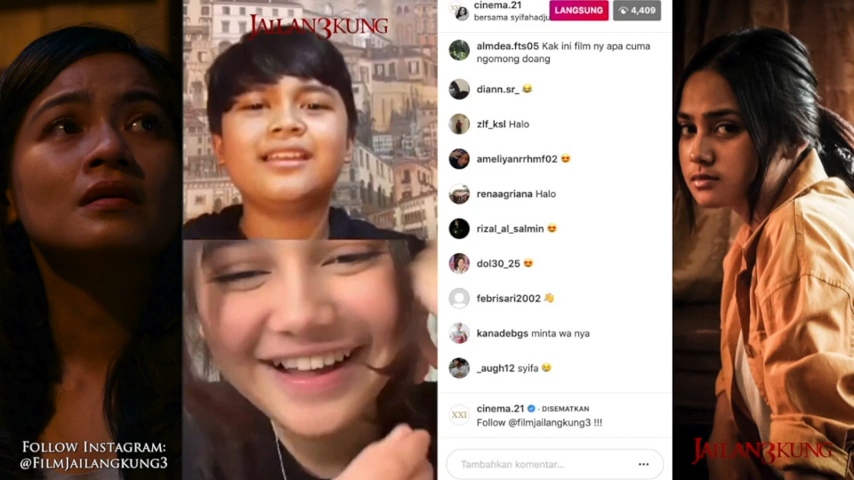 JAILAN3KUNG
cinema.21
bersama syifahadju
LANGSUNG
4,409
almdea.fts05 Kak ini film ny apa cuma
ngomong doang
diann.sr_ 😂
zlf_ksl Halo
ameliyanrrhmf02 😍
renaagriana Halo
rizal_al_salmin 😍
dol30_25 😍
febrisari2002 👋
kanadebgs minta wa nya
_augh12 syifa 😢
XXI
cinema.21 · DISEMATKAN
Follow @filmjailangkung3 !!!
Tambahkan komentar...
Follow Instagram:
@FilmJailangkung3
JAILAN3KUNG